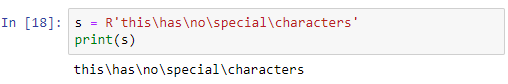 In [18]: s = R'this\has\no\special\characters'
print(s)
this\has\no\special\characters